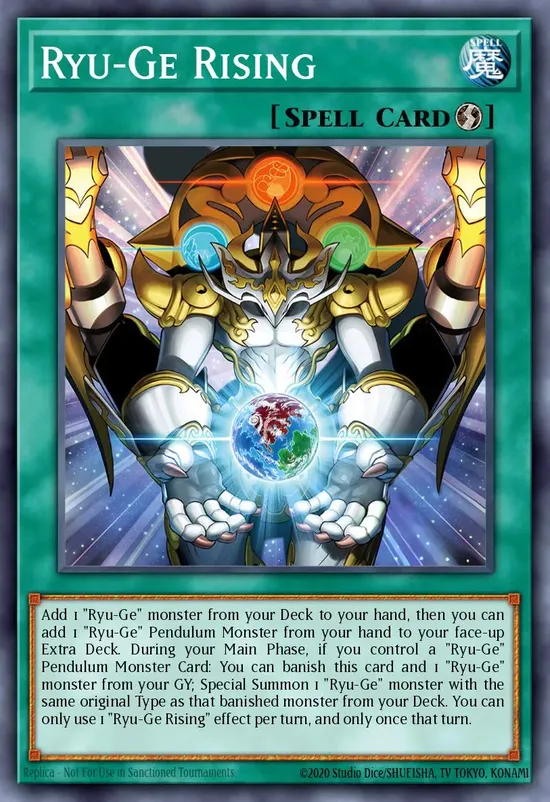 Ryu-Ge Rising
SPELL
魔
[Spell Card]
Add 1 "Ryu-Ge" monster from your Deck to your hand, then you can
add 1 "Ryu-Ge" Pendulum Monster from your hand to your face-up
Extra Deck. During your Main Phase, if you control a "Ryu-Ge"
Pendulum Monster Card: You can banish this card and 1 "Ryu-Ge"
monster from your GY; Special Summon 1 "Ryu-Ge" monster with the
same original Type as that banished monster from your Deck. You can
only use 1 "Ryu-Ge Rising" effect per turn, and only once that turn.
Replica - Not For Use in Sanctioned Tournaments
©2020 Studio Dice/SHUEISHA, TV TOKYO, KONAMI